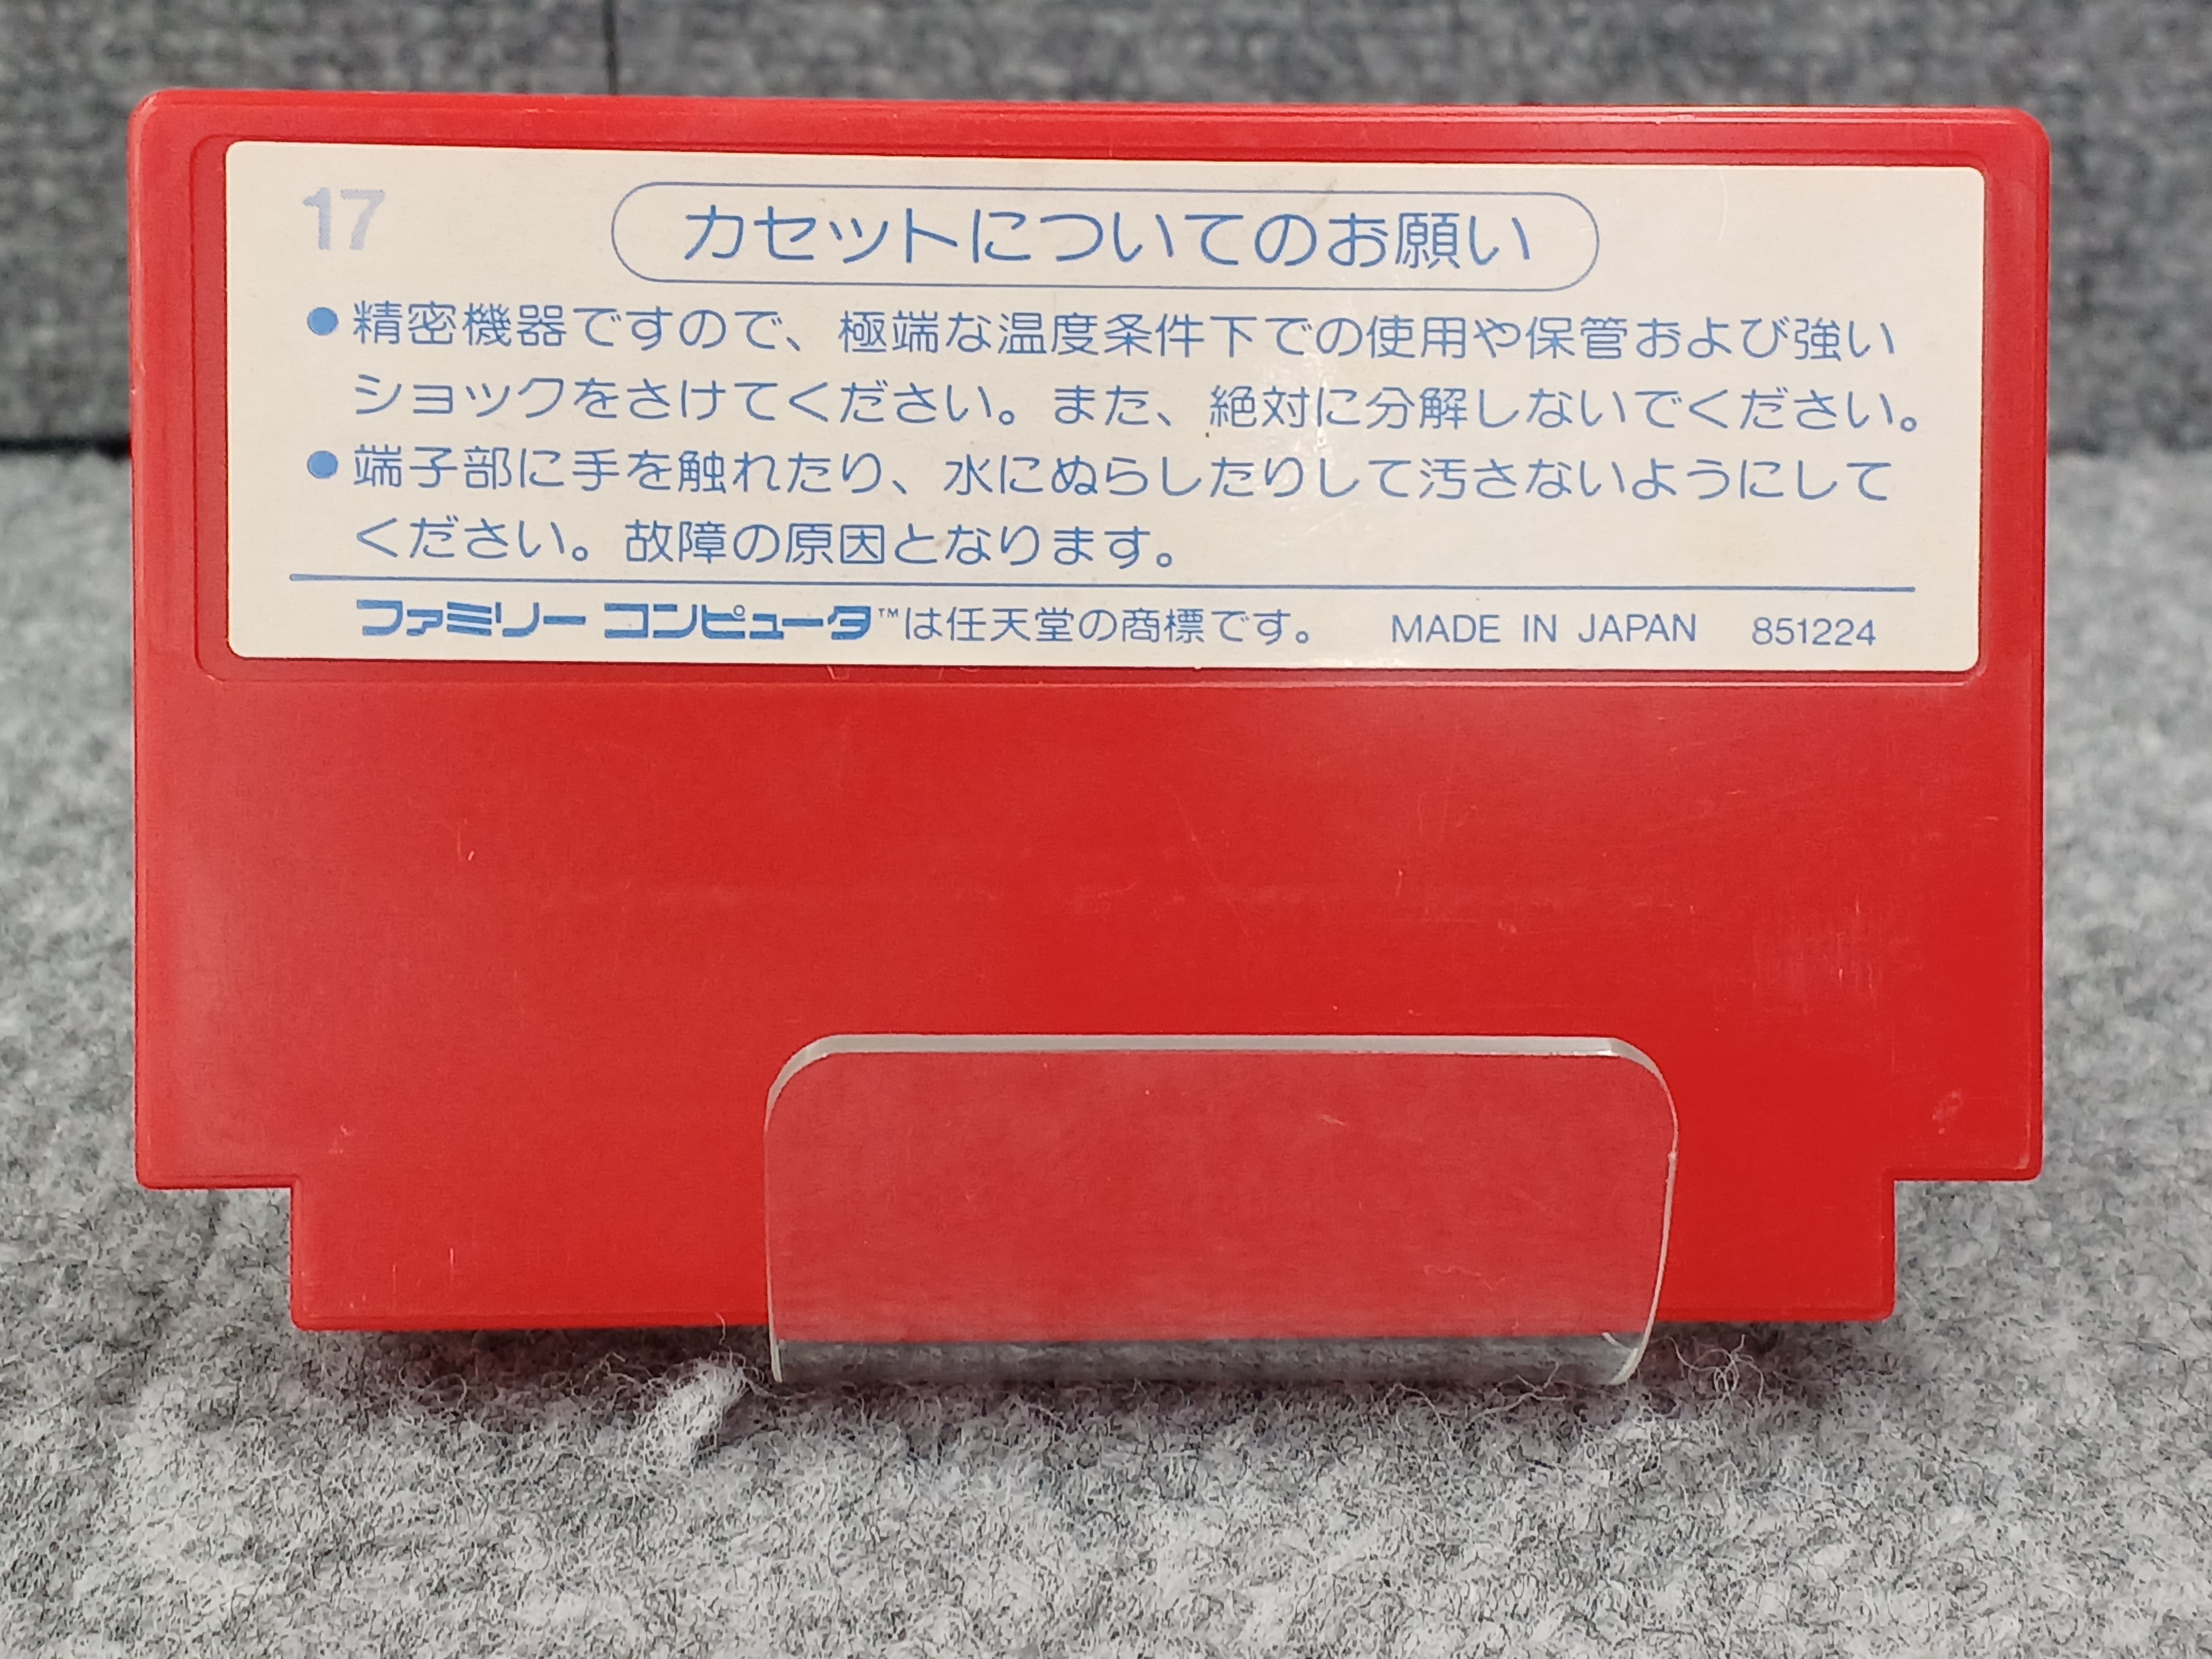 17
カセットについてのお願い
●精密機器ですので、極端な温度条件下での使用や保管および強い
ショックをさけてください。また、絶対に分解しないでください。
●端子部に手を触れたり、水にぬらしたりして汚さないようにして
ください。故障の原因となります。
ファミリー コンピュータ™は任天堂の商標です。 MADE IN JAPAN 851224